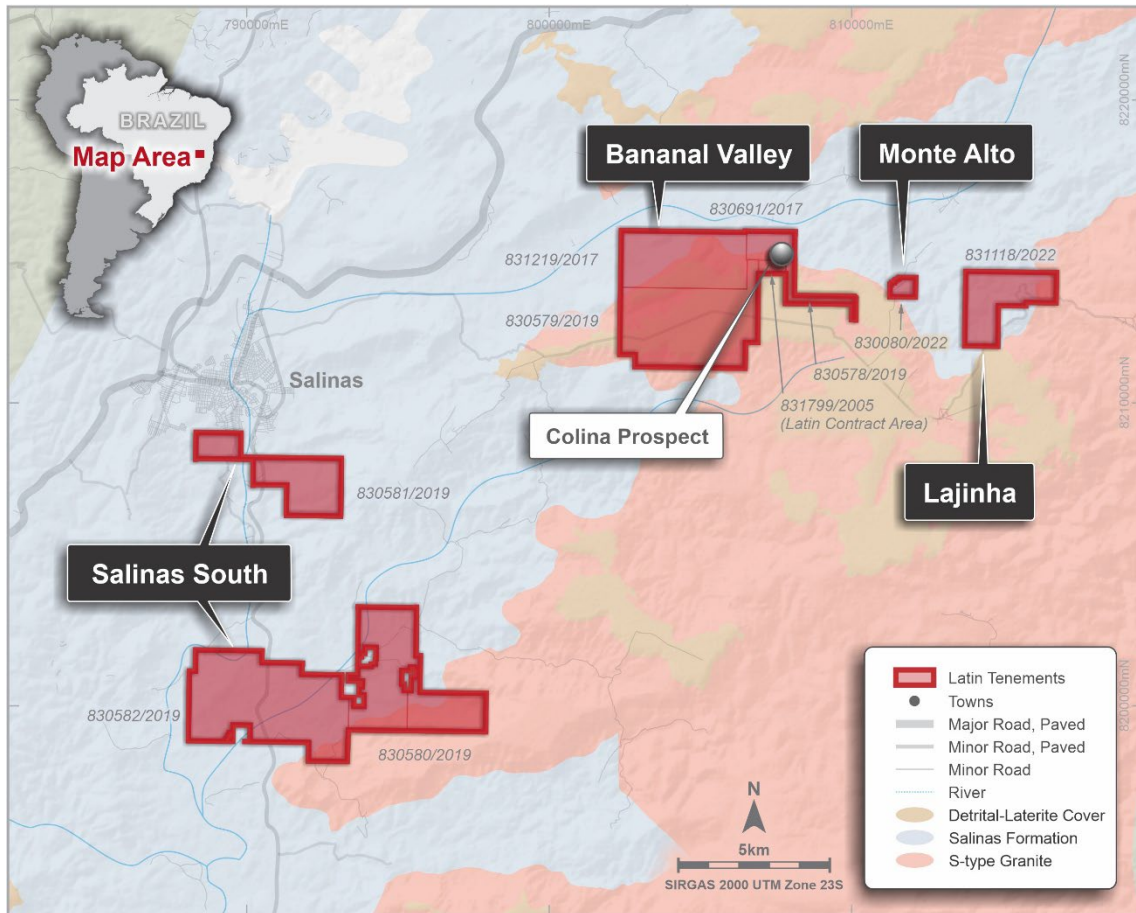 790000mE
800000mE
810000mE
8220000mN
BRAZIL
Map Area
Bananal Valley
Monte Alto
830691/2017
831219/2017
831118/2022
830579/2019
830080/2022
830578/2019
Salinas
831799/2005
(Latin Contract Area)
8210000mN
Colina Prospect
Lajinha
830581/2019
Salinas South
830582/2019
830580/2019
8200000mN
N
5km
SIRGAS 2000 UTM Zone 23S
Latin Tenements
Towns
Major Road, Paved
Minor Road, Paved
Minor Road
River
Detrital-Laterite Cover
Salinas Formation
S-type Granite